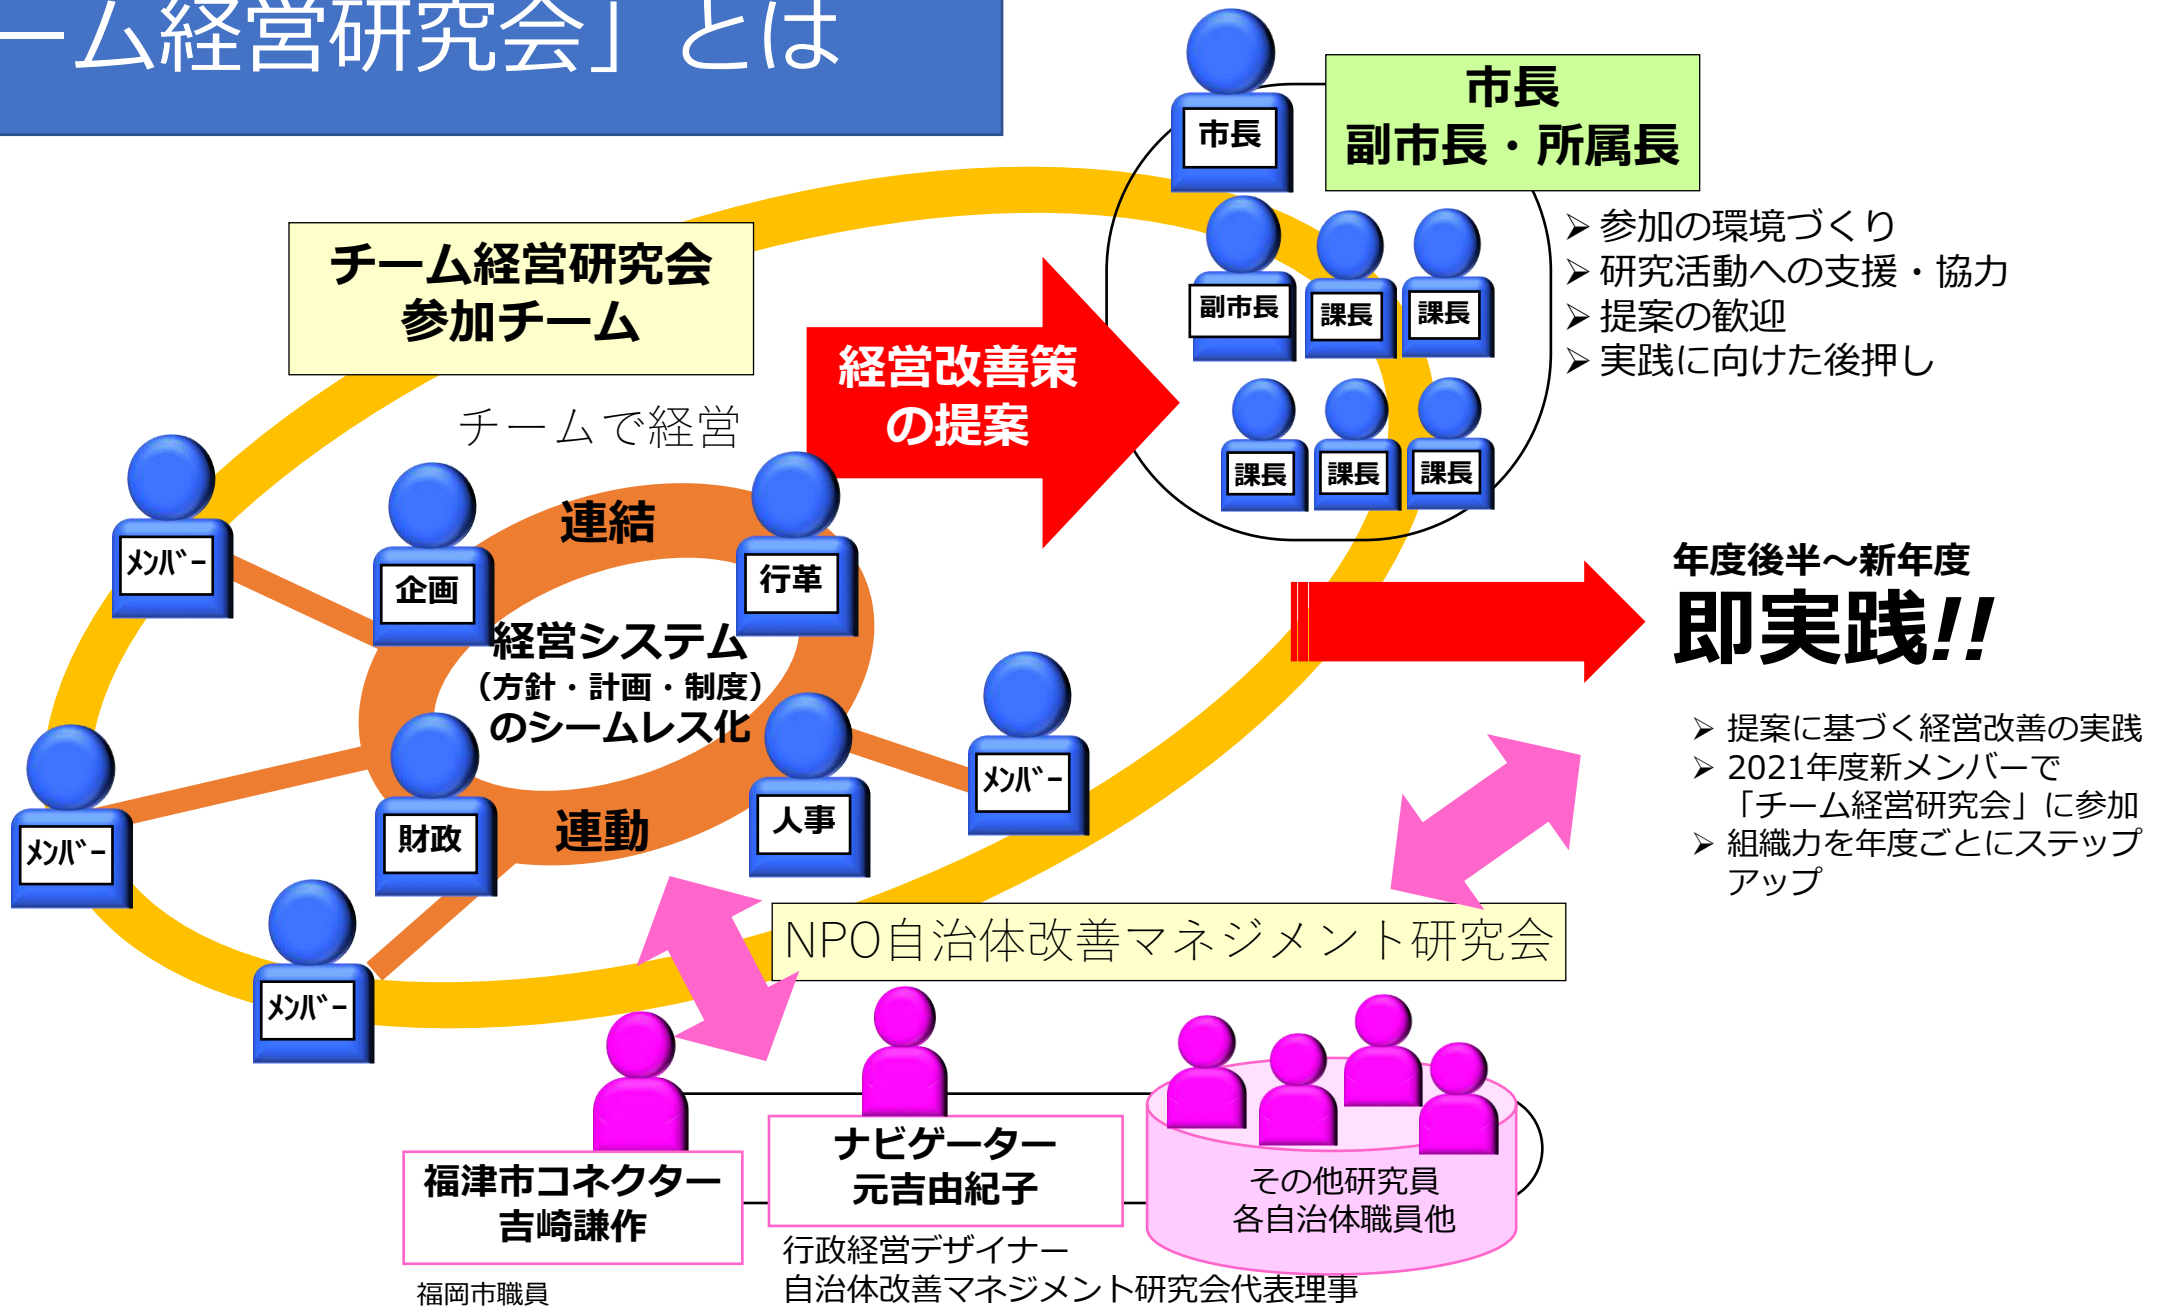 ーム経営研究会」とは
市長
副市長・所属長
市長
副市長
課長
課長
課長
課長
課長
参加の環境づくり
研究活動への支援・協力
提案の歓迎
実践に向けた後押し
チーム経営研究会
参加チーム
チームで経営
経営改善策
の提案
連結
企画
行革
経営システム
（方針・計画・制度）
のシームレス化
財政
人事
連動
メンバー
メンバー
メンバー
メンバー
年度後半～新年度
即実践!!
提案に基づく経営改善の実践
2021年度新メンバーで
「チーム経営研究会」に参加
組織力を年度ごとにステップ
アップ
NPO自治体改善マネジメント研究会
福津市コネクター
吉崎謙作
福岡市職員
ナビゲーター
元吉由紀子
行政経営デザイナー
自治体改善マネジメント研究会代表理事
その他研究員
各自治体職員他